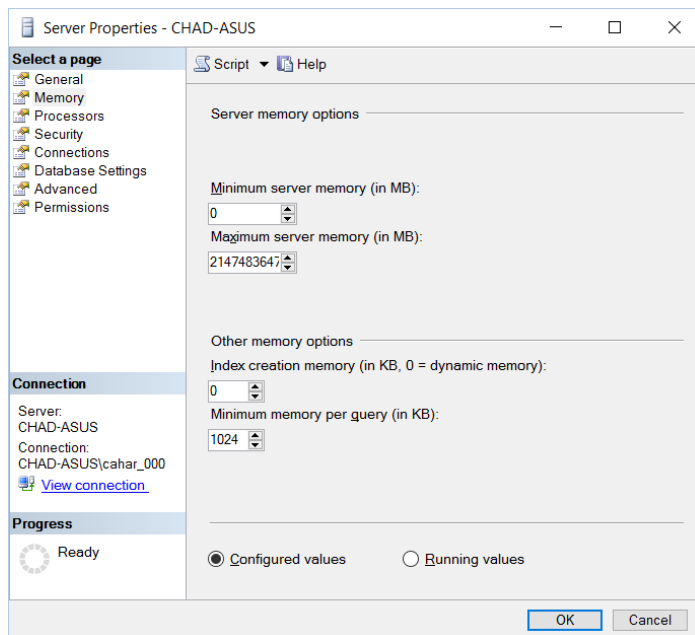 Server Properties - CHAD-ASUS
Select a page
General
Memory
Processors
Security
Connections
Database Settings
Advanced
Permissions
Connection
Server:
CHAD-ASUS
Connection:
CHAD-ASUS\cahar_000
View connection
Progress
Ready
Script Help
Server memory options
Minimum server memory (in MB):
0
Maximum server memory (in MB):
2147483647
Other memory options
Index creation memory (in KB, 0 = dynamic memory):
0
Minimum memory per query (in KB):
1024
Configured values Running values
OK Cancel